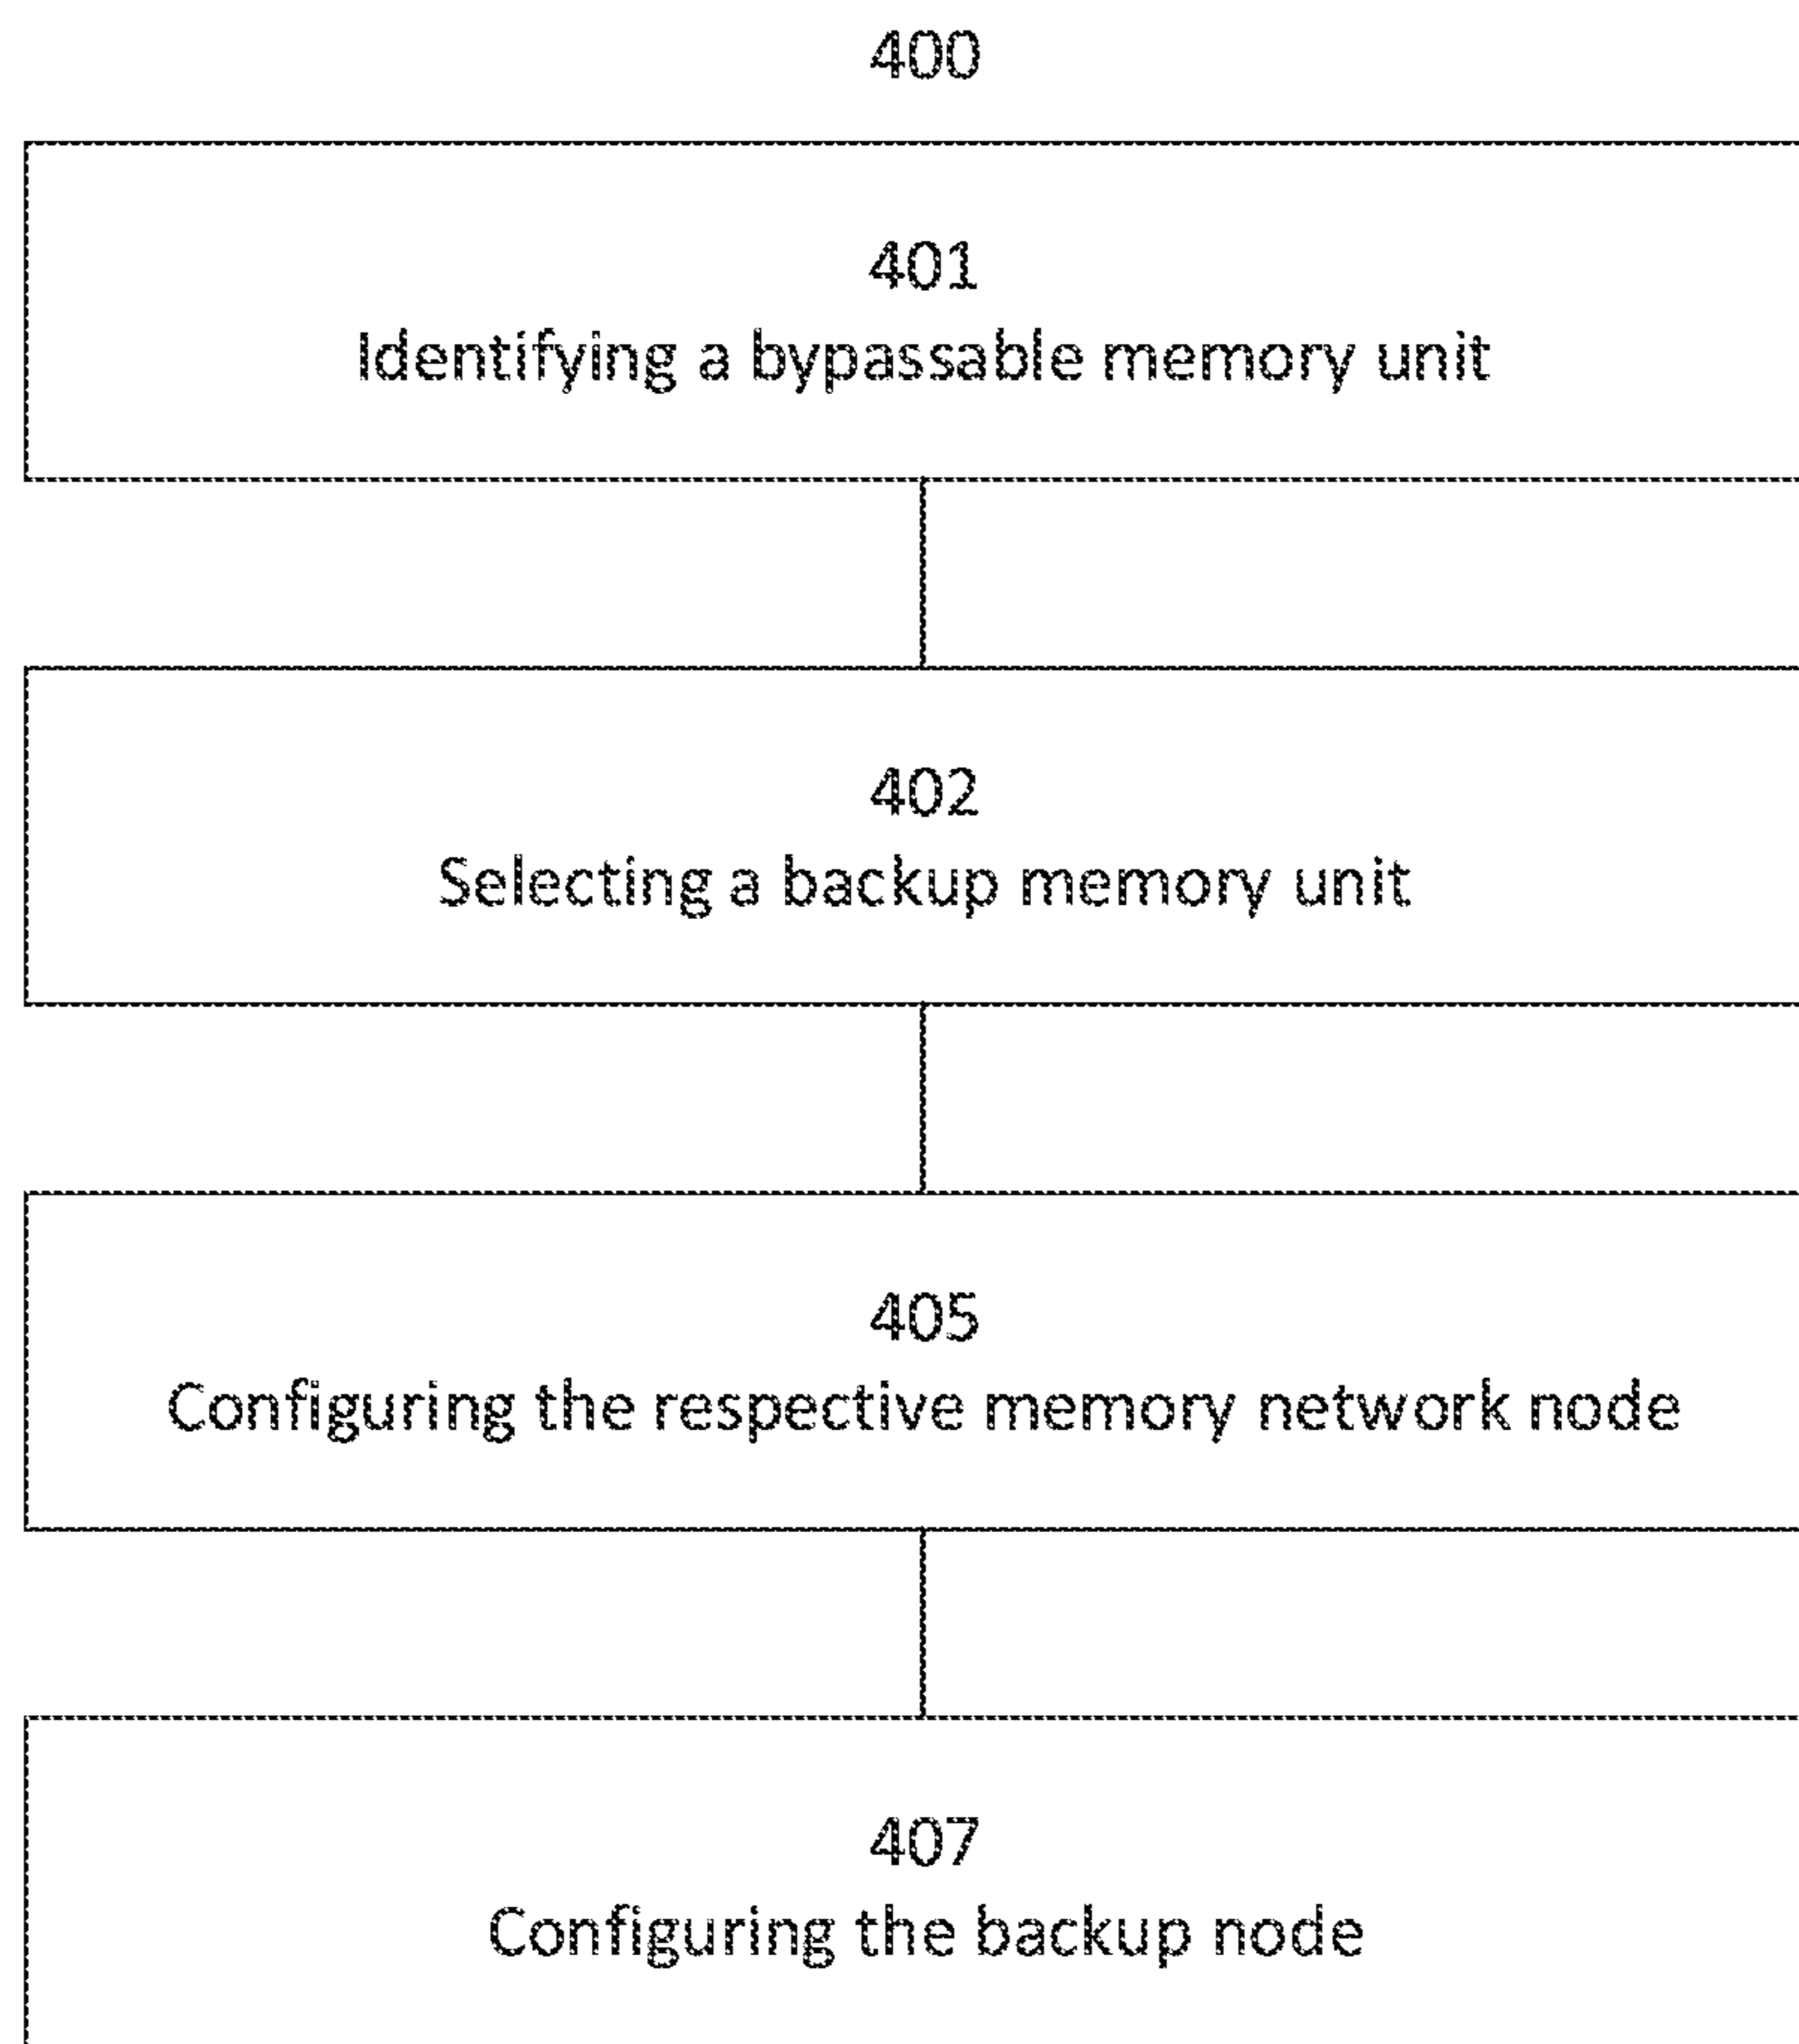 400
401
Identifying a bypassable memory unit
402
Selecting a backup memory unit
405
Configuring the respective memory network node
407
Configuring the backup node